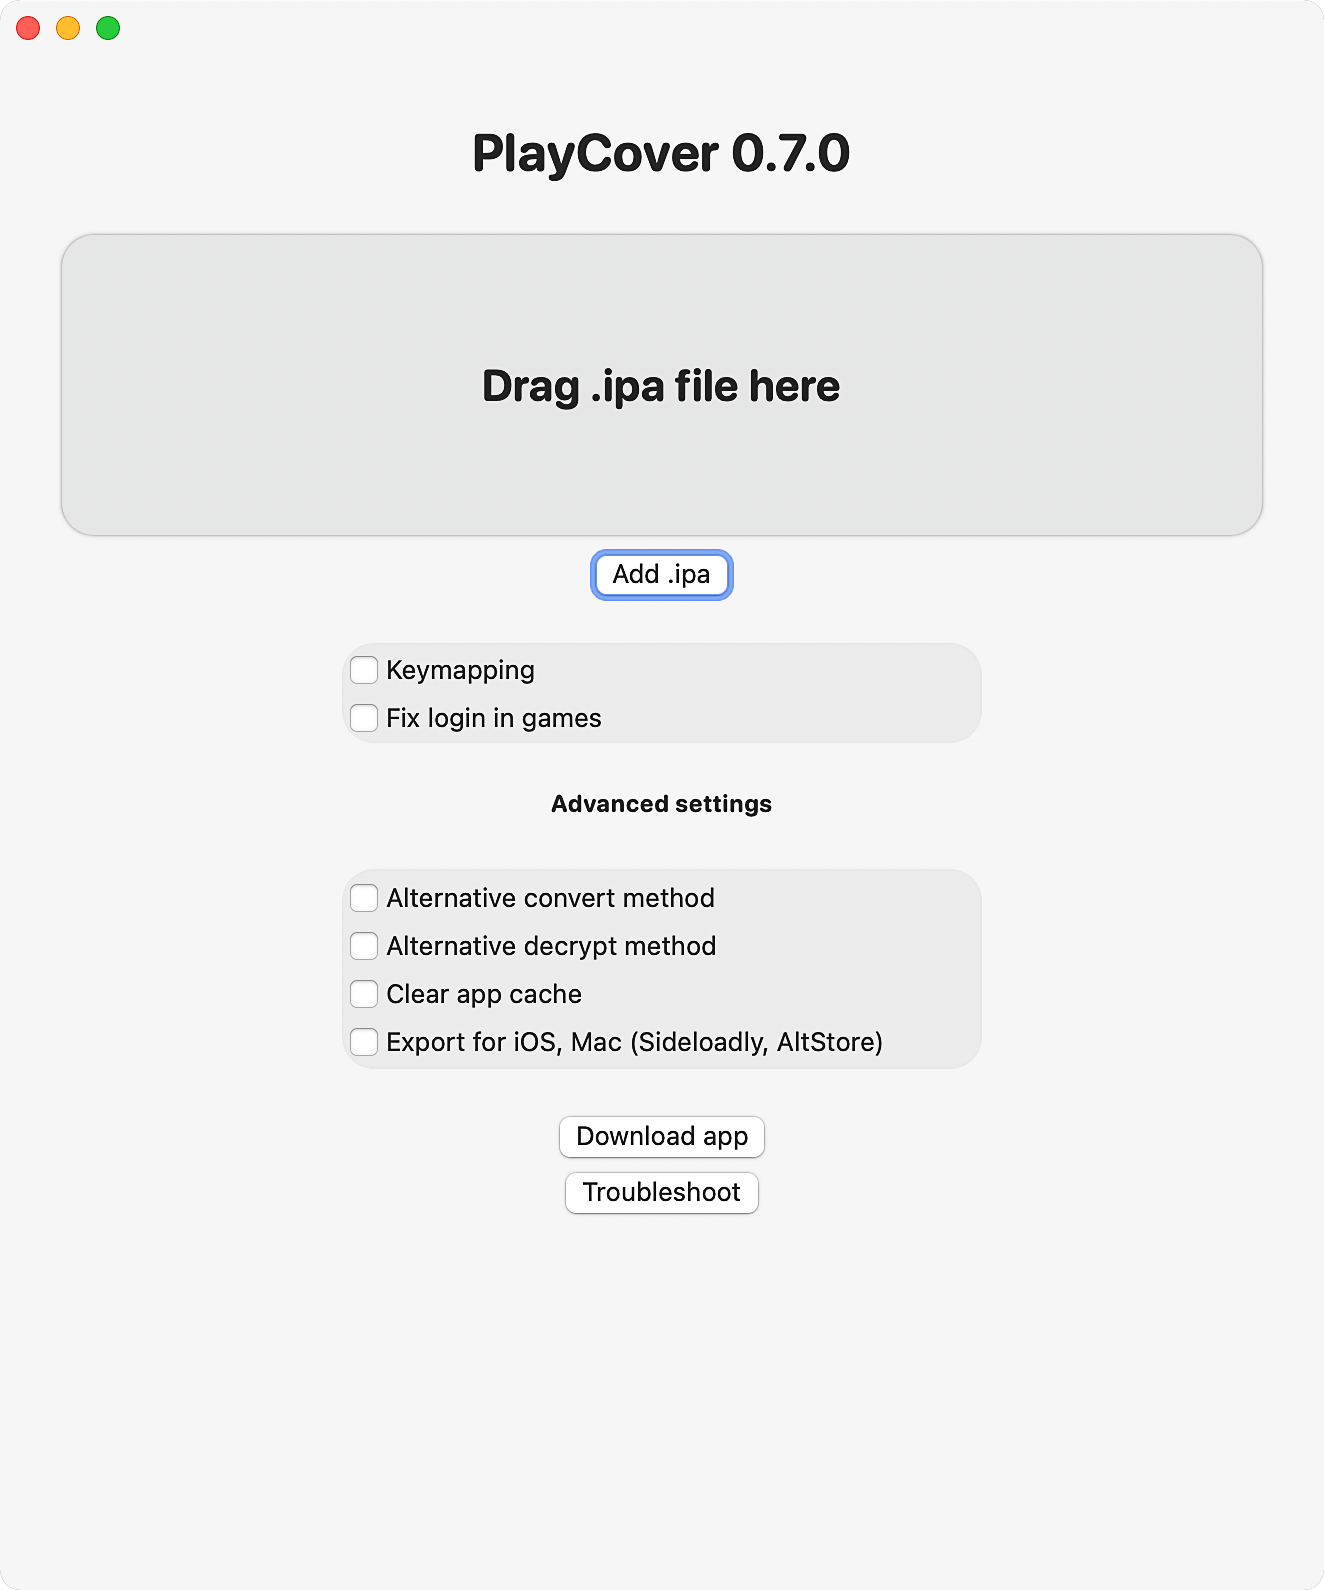 PlayCover 0.7.0
Drag .ipa file here
Add .ipa
Keymapping
Fix login in games
Advanced settings
Alternative convert method
Alternative decrypt method
Clear app cache
Export for iOS, Mac (Sideloadly, AltStore)
Download app
Troubleshoot